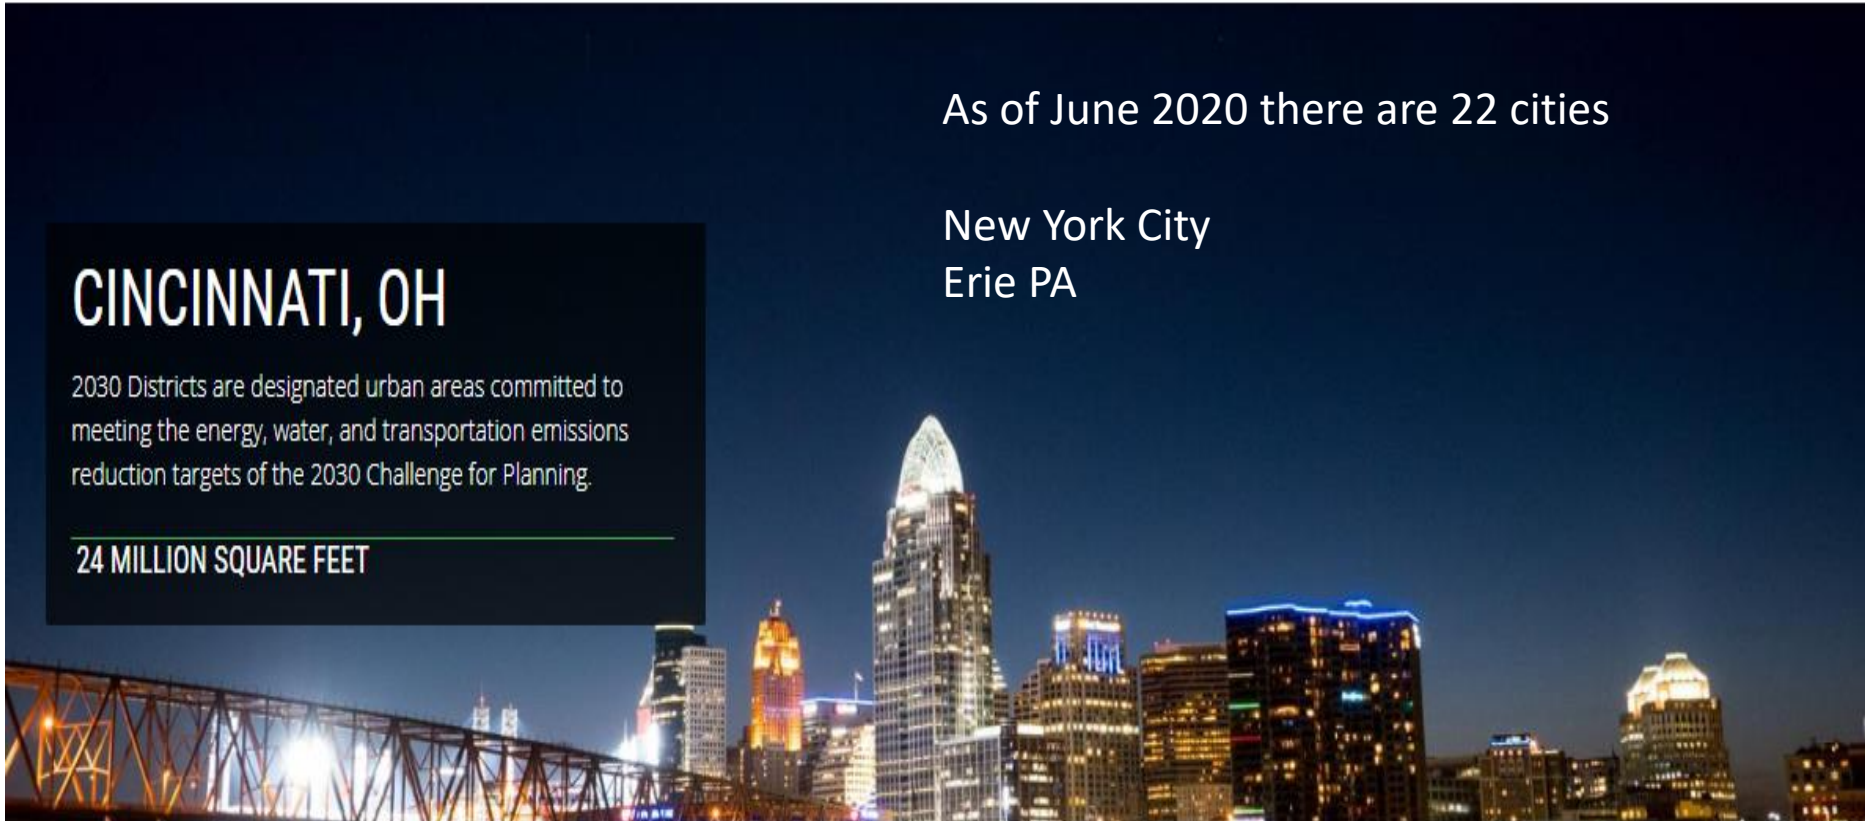 As of June 2020 there are 22 cities
New York City
Erie PA
CINCINNATI, OH
2030 Districts are designated urban areas committed to
meeting the energy, water, and transportation emissions
reduction targets of the 2030 Challenge for Planning.
24 MILLION SQUARE FEET